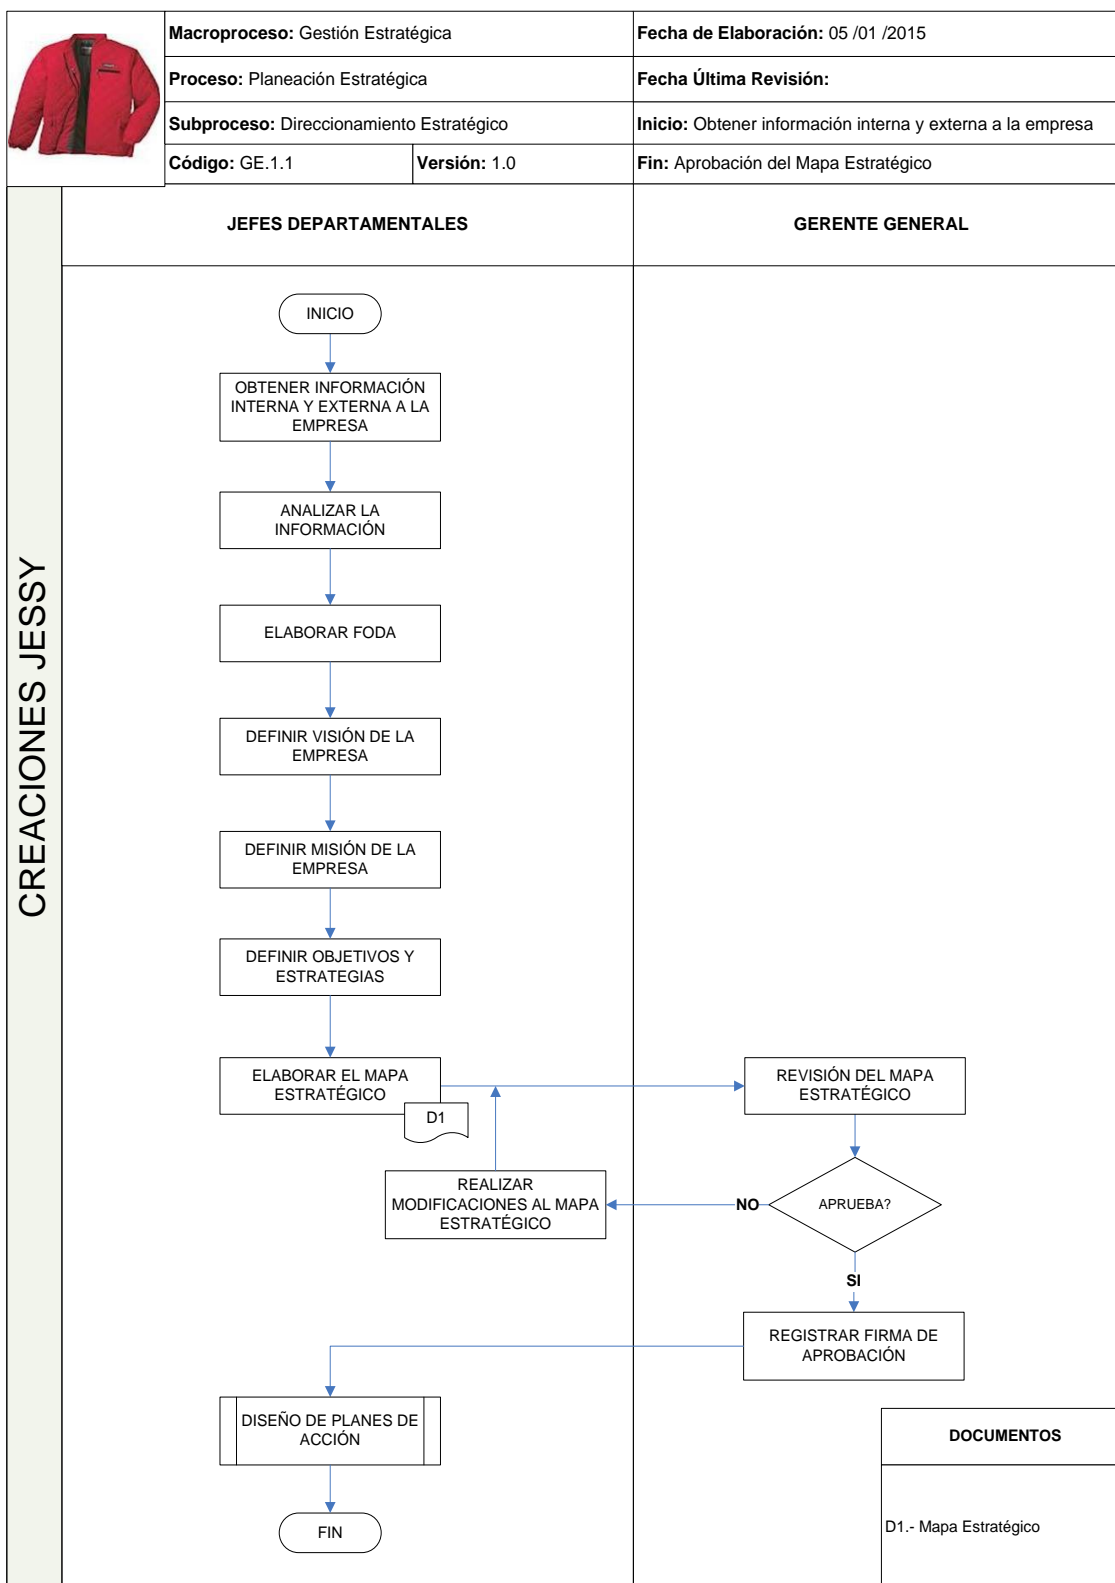 Macroproceso: Gestión Estratégica
Fecha de Elaboración: 05 /01 /2015
Proceso: Planeación Estratégica
Fecha Última Revisión:
Subproceso: Direccionamiento Estratégico
Inicio: Obtener información interna y externa a la empresa
Código: GE.1.1
Versión: 1.0
Fin: Aprobación del Mapa Estratégico
CREACIONES JESSY
JEFES DEPARTAMENTALES
GERENTE GENERAL
INICIO
OBTENER INFORMACIÓN
INTERNA Y EXTERNA A LA
EMPRESA
ANALIZAR LA
INFORMACIÓN
ELABORAR FODA
DEFINIR VISIÓN DE LA
EMPRESA
DEFINIR MISIÓN DE LA
EMPRESA
DEFINIR OBJETIVOS Y
ESTRATEGIAS
ELABORAR EL MAPA
ESTRATÉGICO
D1
REVISIÓN DEL MAPA
ESTRATÉGICO
APRUEBA?
NO
REALIZAR
MODIFICACIONES AL MAPA
ESTRATÉGICO
SI
REGISTRAR FIRMA DE
APROBACIÓN
DISEÑO DE PLANES DE
ACCIÓN
FIN
DOCUMENTOS
D1.- Mapa Estratégico